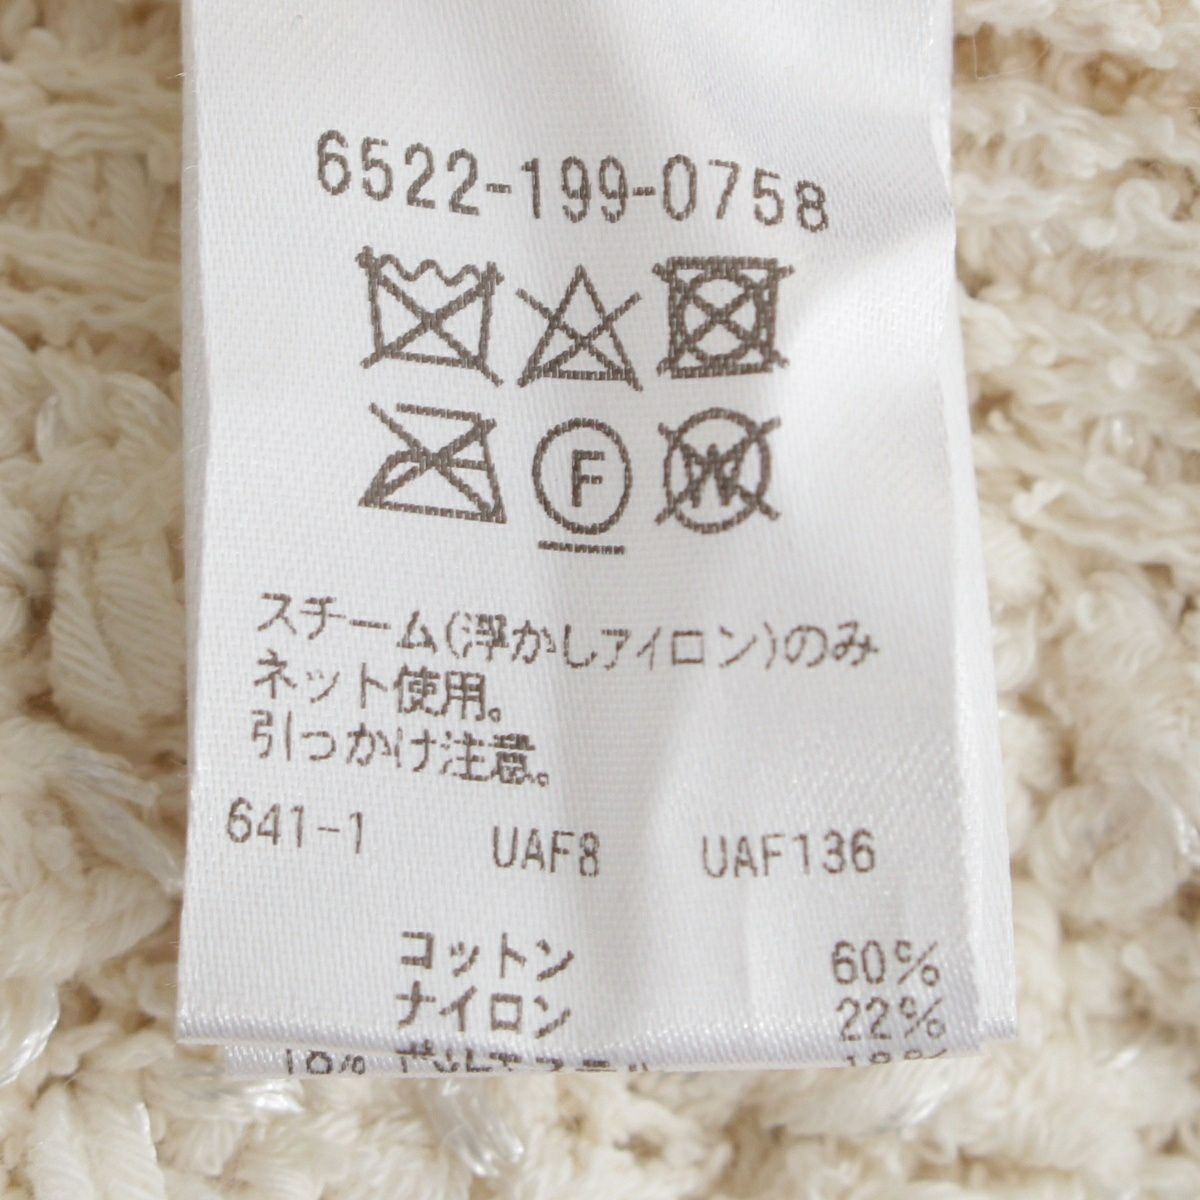 6522-199-0758
F
W
スチーム(浮かしアイロン)のみ
ネット使用。
引っかけ注意。
641-1 UAF8 UAF136
コットン 60%
ナイロン 22%